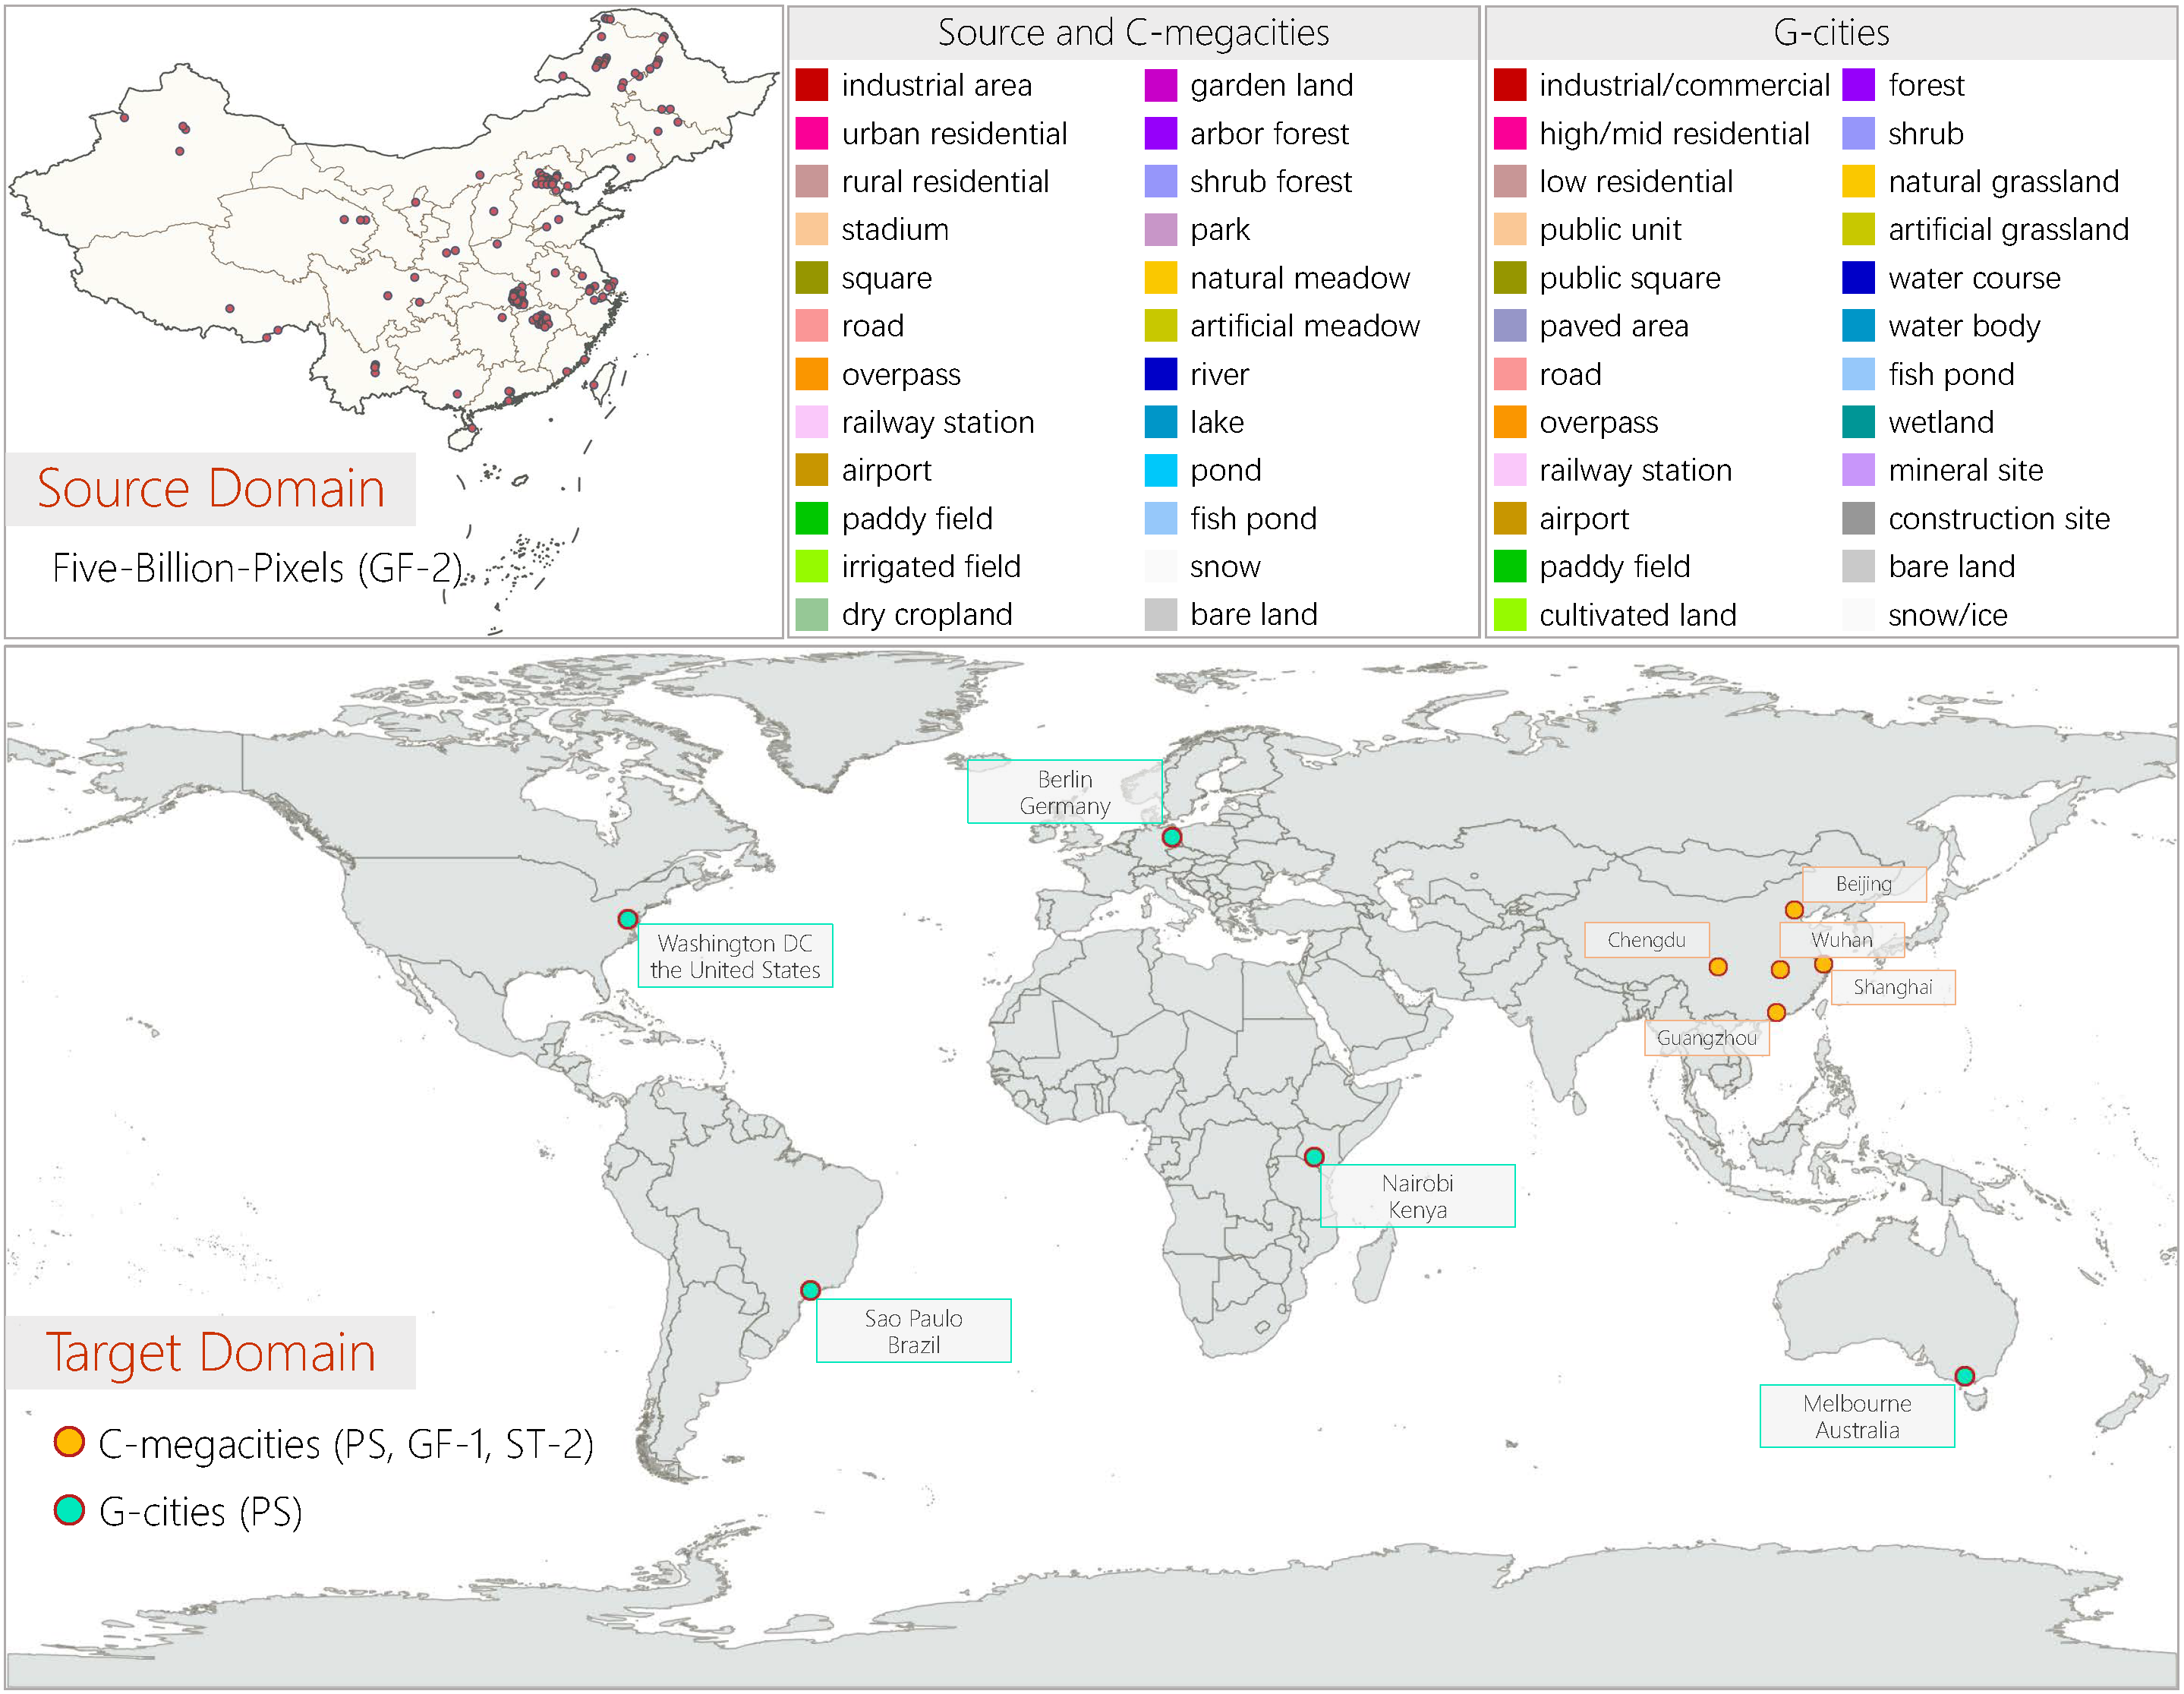 Source Domain
Five-Billion-Pixels (GF-2)
Source and C-megacities
industrial area
urban residential
rural residential
stadium
square
road
overpass
railway station
airport
paddy field
irrigated field
dry cropland
garden land
arbor forest
shrub forest
park
natural meadow
artificial meadow
river
lake
pond
fish pond
snow
bare land
G-cities
industrial/commercial
high/mid residential
low residential
public unit
public square
paved area
road
overpass
railway station
airport
paddy field
cultivated land
forest
shrub
natural grassland
artificial grassland
water course
water body
fish pond
wetland
mineral site
construction site
bare land
snow/ice
Berlin
Germany
Beijing
Chengdu
Wuhan
Washington DC
the United States
Shanghai
Guangzhou
Nairobi
Kenya
Sao Paulo
Brazil
Melbourne
Australia
Target Domain
C-megacities (PS, GF-1, ST-2)
G-cities (PS)